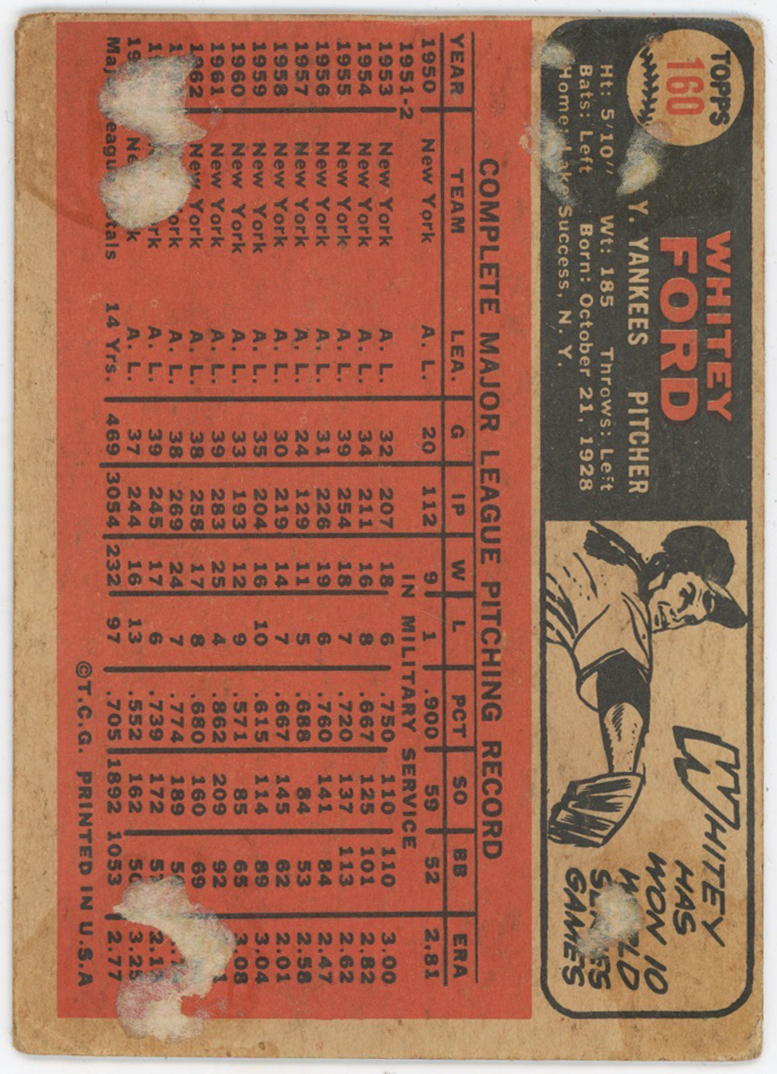 TOPPS
160
WHITEY
FORD
Y. YANKEES PITCHER
Ht: 5'10" Wt: 185 Throws: Left
Bats: Left Born: October 21, 1928
Home: Lake Success, N. Y.
WHITEY
HAS
WON 10
GAMES
COMPLETE MAJOR LEAGUE PITCHING RECORD
YEAR TEAM LEA. G IP W L PCT SO BB ERA
1950 New York A. L. 20 112 9 1 .900 59 52 2.81
1951-2 IN MILITARY SERVICE
1953 New York A. L. 32 207 18 6 .750 110 110 3.00
1954 New York A. L. 34 211 16 8 .667 125 101 2.82
1955 New York A. L. 39 254 18 7 .720 137 113 2.62
1956 New York A. L. 31 226 19 6 .760 141 84 2.47
1957 New York A. L. 24 129 11 5 .688 84 53 2.58
1958 New York A. L. 30 219 14 7 .667 145 62 2.01
1959 New York A. L. 35 204 16 10 .615 114 89 3.04
1960 New York A. L. 33 193 12 9 .571 85 65 3.08
1961 New York A. L. 39 283 25 4 .862 209 92
1962 New York A. L. 38 258 17 8 .680 160 69
York A. L. 38 269 24 7 .774 189
York A. L. 39 245 17 6 .739 172 2.13
A. L. 37 244 16 13 .552 162 50 3.25
14 Yrs. 469 3054 232 97 .705 1892 1053 2.77
©T.C.G. PRINTED IN U.S.A